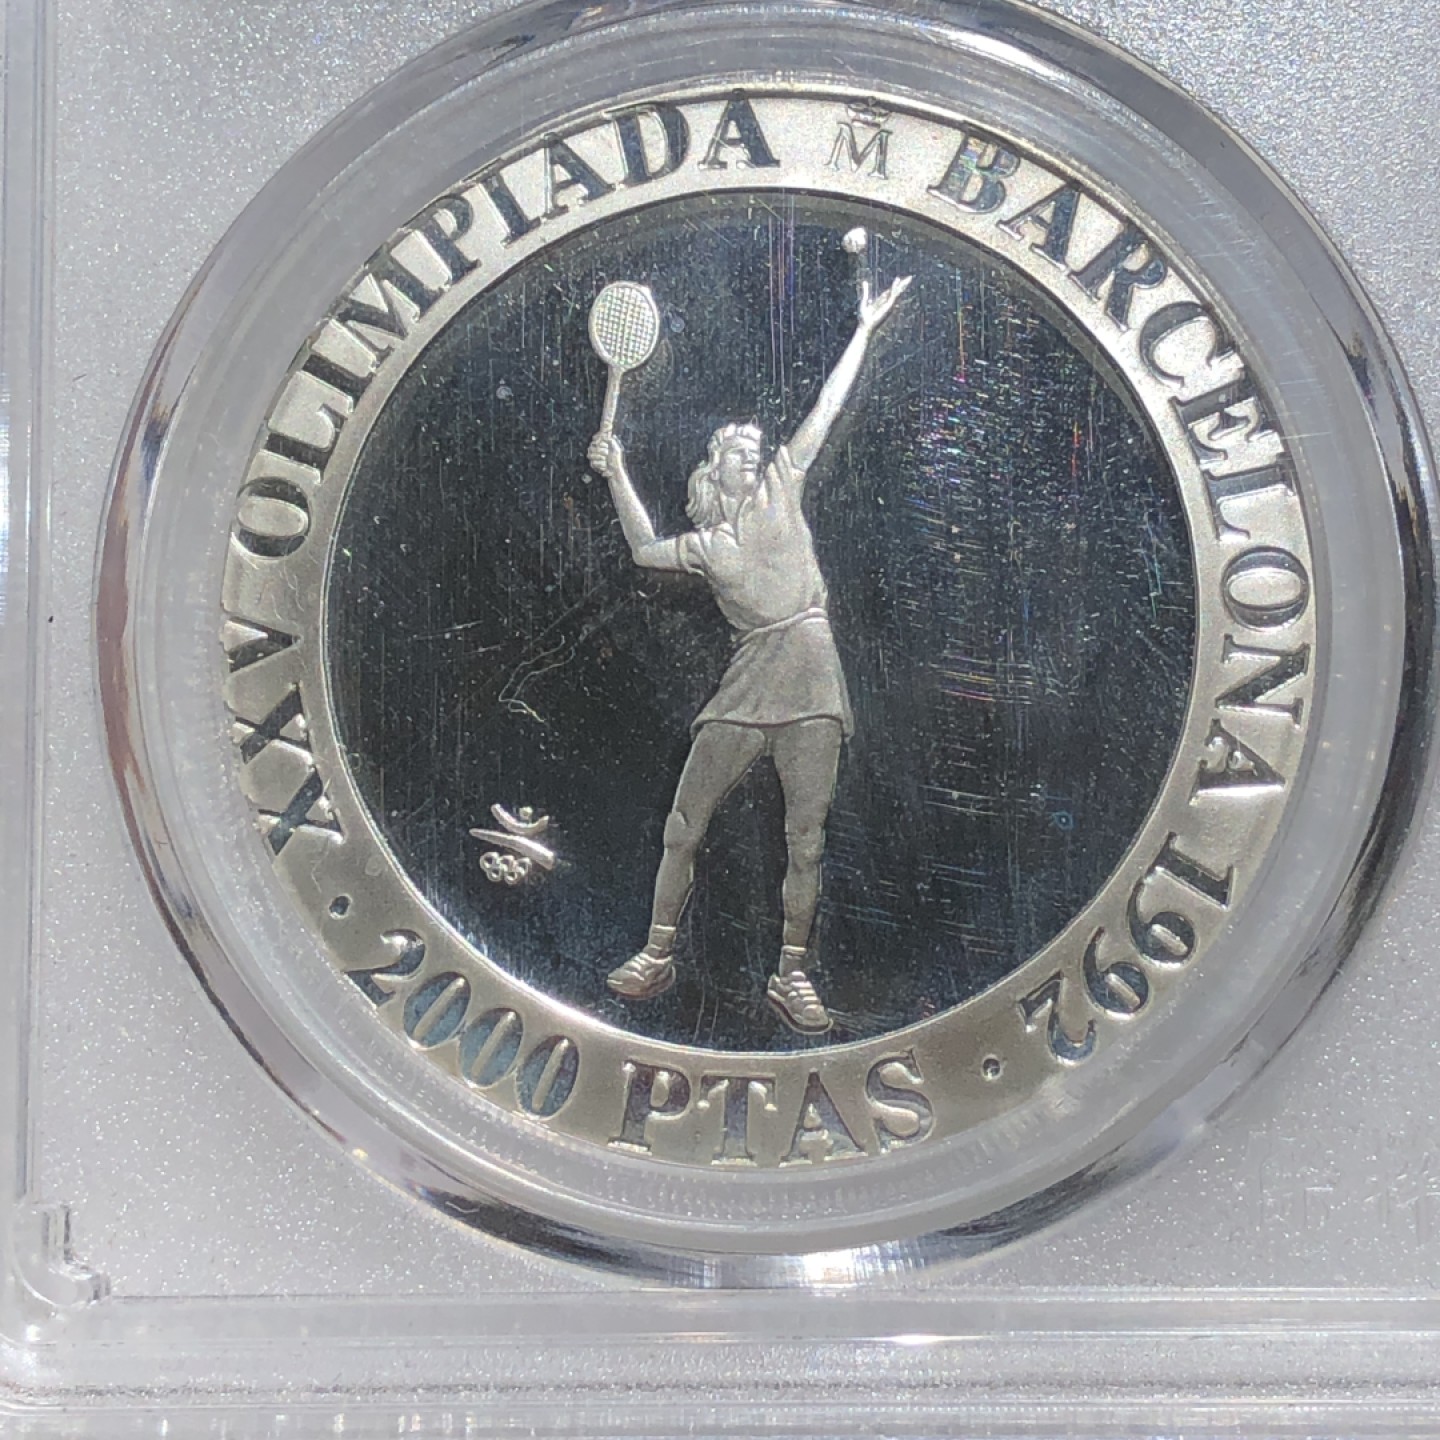 XXV OLIMPIADA M BARCELONA 1992
· 2000 PTAS ·